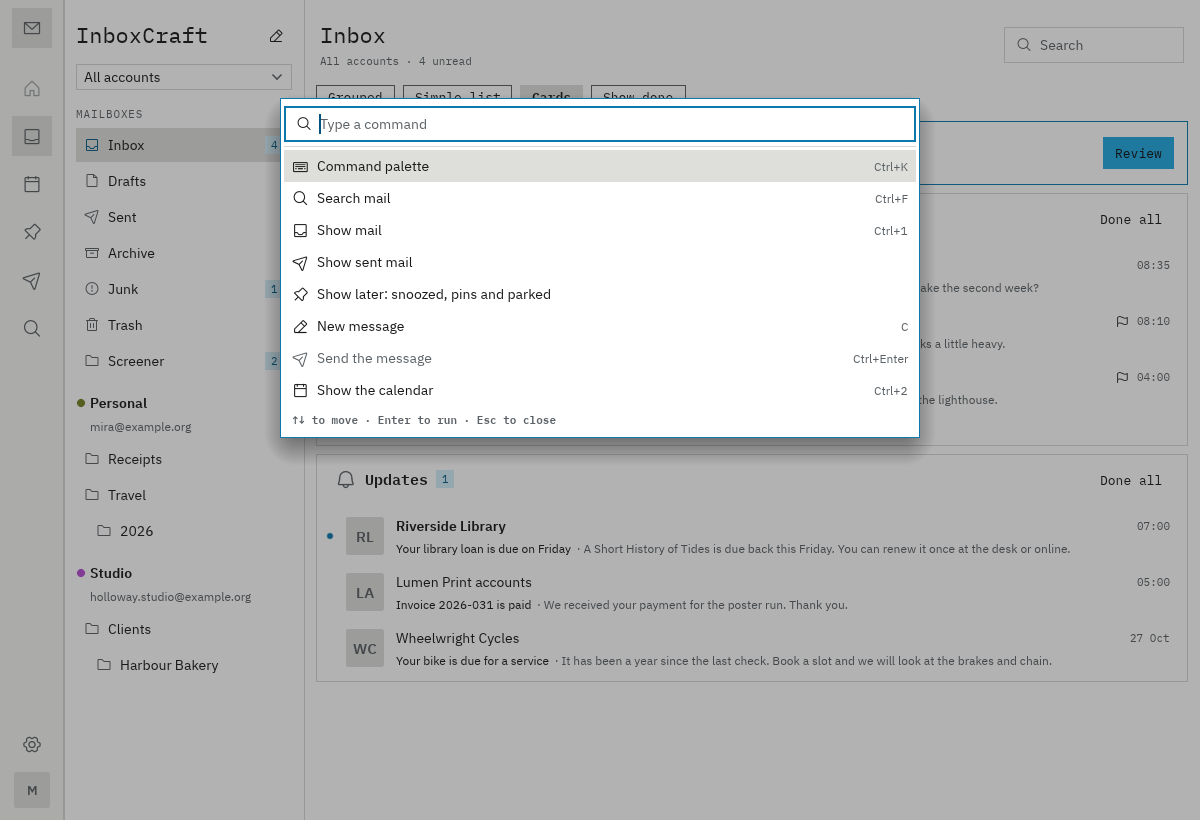 InboxCraft
All accounts
MAILBOXES
Inbox 4
Drafts
Sent
Archive
Junk 1
Trash
Screener 2
Personal
mira@example.org
Receipts
Travel
2026
Studio
holloway.studio@example.org
Clients
Harbour Bakery
M
Inbox
All accounts · 4 unread
Search
Grouped Simple list Cards Show done
Review
Type a command
Command palette Ctrl+K
Search mail Ctrl+F
Show mail Ctrl+1
Show sent mail
Show later: snoozed, pins and parked
New message C
Send the message Ctrl+Enter
Show the calendar Ctrl+2
↑↓ to move · Enter to run · Esc to close
Done all
08:35
ake the second week?
08:10
ks a little heavy.
04:00
the lighthouse.
Updates 1 Done all
RL Riverside Library 07:00
Your library loan is due on Friday · A Short History of Tides is due back this Friday. You can renew it once at the desk or online.
LA Lumen Print accounts 05:00
Invoice 2026-031 is paid · We received your payment for the poster run. Thank you.
WC Wheelwright Cycles 27 Oct
Your bike is due for a service · It has been a year since the last check. Book a slot and we will look at the brakes and chain.